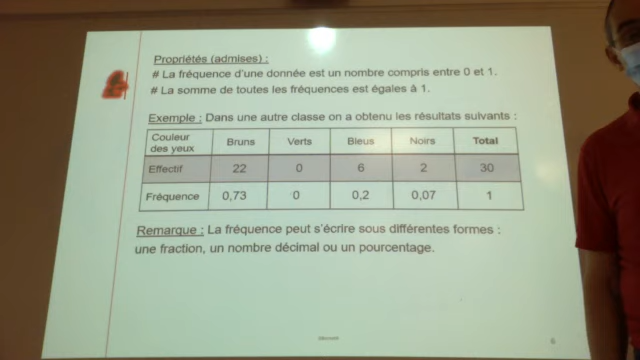 Propriétés (admises) :
# La fréquence d'une donnée est un nombre compris entre 0 et 1.
# La somme de toutes les fréquences est égales à 1.
Exemple : Dans une autre classe on a obtenu les résultats suivants :
Couleur des yeux Bruns Verts Bleus Noirs Total
Effectif 22 0 6 2 30
Fréquence 0,73 0 0,2 0,07 1
Remarque : La fréquence peut s'écrire sous différentes formes :
une fraction, un nombre décimal ou un pourcentage.
6